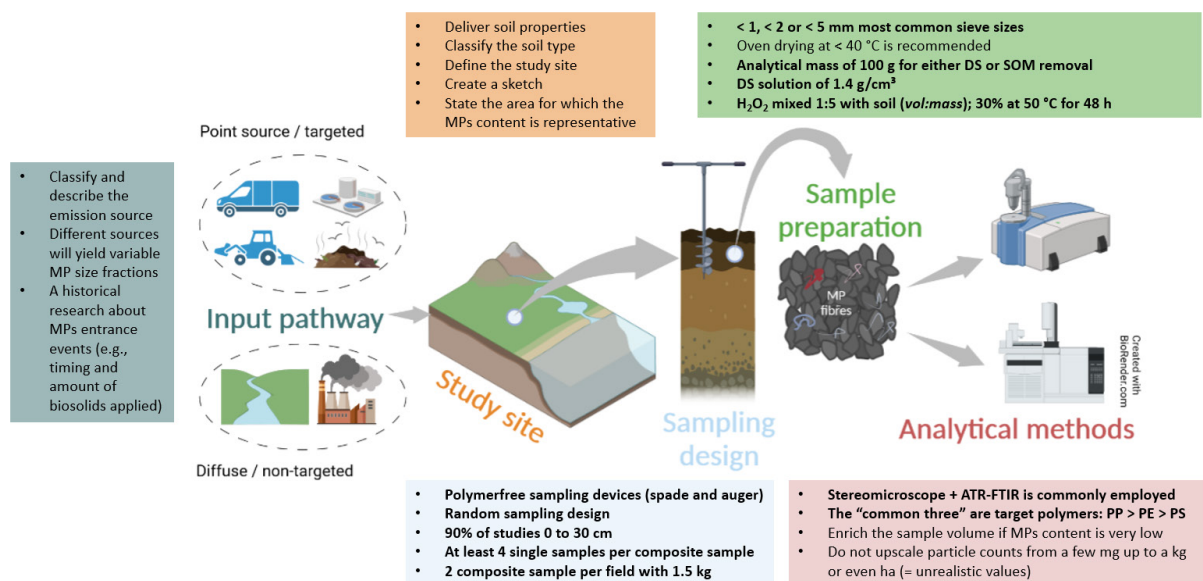 • Deliver soil properties
• Classify the soil type
• Define the study site
• Create a sketch
• State the area for which the
MPs content is representative
• < 1, < 2 or < 5 mm most common sieve sizes
• Oven drying at < 40 °C is recommended
• Analytical mass of 100 g for either DS or SOM removal
• DS solution of 1.4 g/cm³
• H₂O₂ mixed 1:5 with soil (vol:mass); 30% at 50 °C for 48 h
Point source / targeted
• Classify and
describe the
emission source
• Different sources
will yield variable
MP size fractions
• A historical
research about
MPs entrance
events (e.g.,
timing and
amount of
biosolids applied)
Input pathway
Diffuse / non-targeted
Study site
Sampling
design
Sample
preparation
MP
fibres
Created with
BioRender.com
Analytical methods
• Polymerfree sampling devices (spade and auger)
• Random sampling design
• 90% of studies 0 to 30 cm
• At least 4 single samples per composite sample
• 2 composite sample per field with 1.5 kg
• Stereomicroscope + ATR-FTIR is commonly employed
• The “common three” are target polymers: PP > PE > PS
• Enrich the sample volume if MPs content is very low
• Do not upscale particle counts from a few mg up to a kg
or even ha (= unrealistic values)